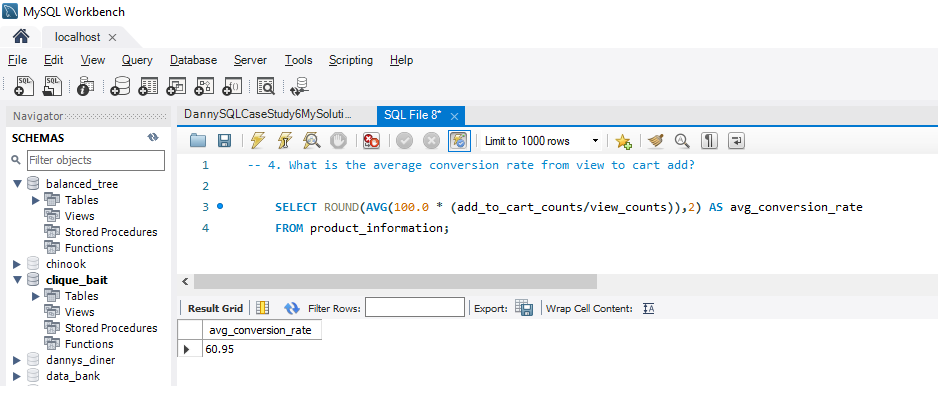 MySQL Workbench
localhost
File Edit View Query Database Server Tools Scripting Help
Navigator
SCHEMAS
Filter objects
balanced_tree
Tables
Views
Stored Procedures
Functions
chinook
clique_bait
Tables
Views
Stored Procedures
Functions
dannys_diner
data_bank
DannySQLCaseStudy6MySoluti... SQL File 8*
Limit to 1000 rows
1 -- 4. What is the average conversion rate from view to cart add?
2
3 SELECT ROUND(AVG(100.0 * (add_to_cart_counts/view_counts)),2) AS avg_conversion_rate
4 FROM product_information;
Result Grid Filter Rows: Export: Wrap Cell Content:
avg_conversion_rate
60.95